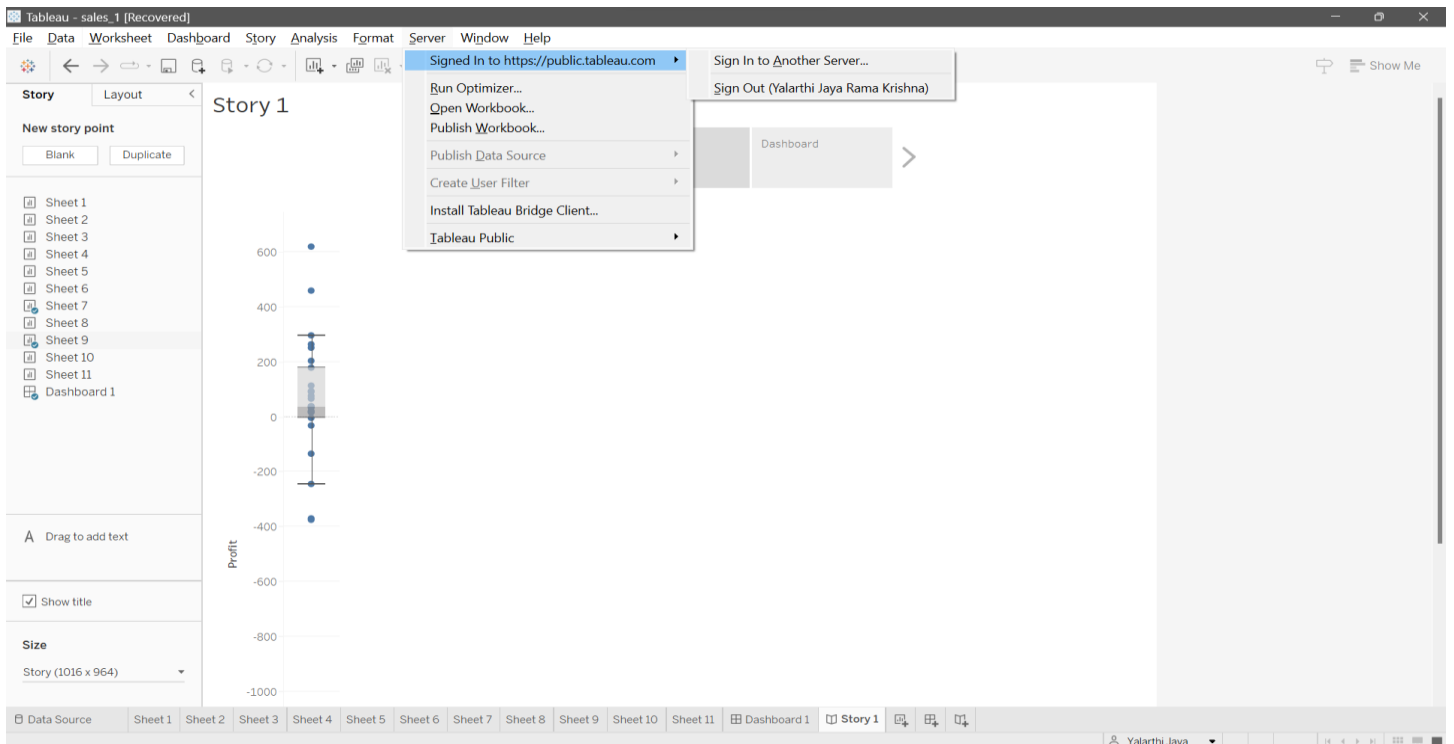 Tableau - sales_1 [Recovered]
File Data Worksheet Dashboard Story Analysis Format Server Window Help
Show Me
Signed In to https://public.tableau.com
Run Optimizer...
Open Workbook...
Publish Workbook...
Publish Data Source
Create User Filter
Install Tableau Bridge Client...
Tableau Public
Sign In to Another Server...
Sign Out (Yalarthi Jaya Rama Krishna)
Story Layout
New story point
Blank Duplicate
Sheet 1
Sheet 2
Sheet 3
Sheet 4
Sheet 5
Sheet 6
Sheet 7
Sheet 8
Sheet 9
Sheet 10
Sheet 11
Dashboard 1
A Drag to add text
Show title
Size
Story (1016 x 964)
Story 1
Dashboard
600
400
200
0
-200
-400
-600
-800
-1000
Profit
Data Source Sheet 1 Sheet 2 Sheet 3 Sheet 4 Sheet 5 Sheet 6 Sheet 7 Sheet 8 Sheet 9 Sheet 10 Sheet 11 Dashboard 1 Story 1
Yalarthi Jaya